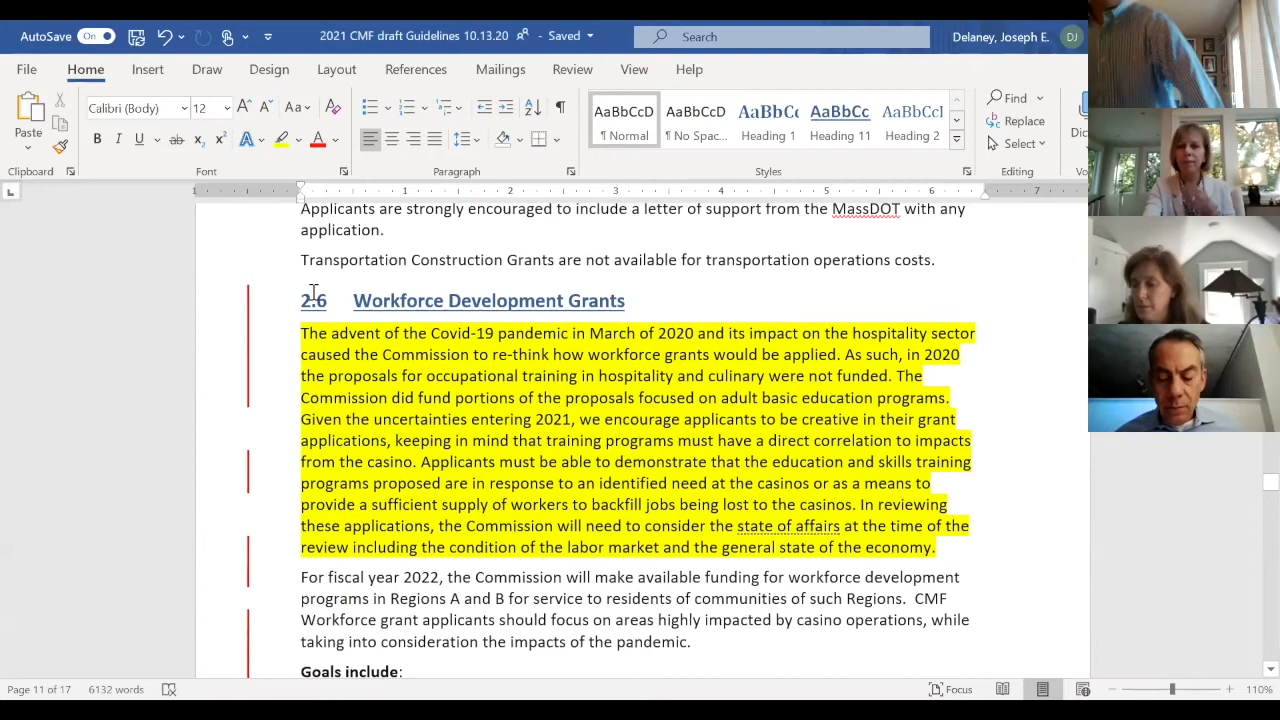 AutoSave On 2021 CMF draft Guidelines 10.13.20 - Saved Search Delaney, Joseph E. DJ
File Home Insert Draw Design Layout References Mailings Review View Help
Calibri (Body) 12 Aa AaBbCcD AaBbCcD AaBbCc AaBbCc AaBbCcI Find
Paste B I U ab x₂ x² A A ¶ Normal ¶ No Spac... Heading 1 Heading 11 Heading 2 Replace
Select
Clipboard Font Paragraph Styles Editing
1 1 2 3 4 5 6 7
Applicants are strongly encouraged to include a letter of support from the MassDOT with any
application.
Transportation Construction Grants are not available for transportation operations costs.
2.6 Workforce Development Grants
The advent of the Covid-19 pandemic in March of 2020 and its impact on the hospitality sector
caused the Commission to re-think how workforce grants would be applied. As such, in 2020
the proposals for occupational training in hospitality and culinary were not funded. The
Commission did fund portions of the proposals focused on adult basic education programs.
Given the uncertainties entering 2021, we encourage applicants to be creative in their grant
applications, keeping in mind that training programs must have a direct correlation to impacts
from the casino. Applicants must be able to demonstrate that the education and skills training
programs proposed are in response to an identified need at the casinos or as a means to
provide a sufficient supply of workers to backfill jobs being lost to the casinos. In reviewing
these applications, the Commission will need to consider the state of affairs at the time of the
review including the condition of the labor market and the general state of the economy.
For fiscal year 2022, the Commission will make available funding for workforce development
programs in Regions A and B for service to residents of communities of such Regions. CMF
Workforce grant applicants should focus on areas highly impacted by casino operations, while
taking into consideration the impacts of the pandemic.
Goals include:
Page 11 of 17 6132 words Focus 110%